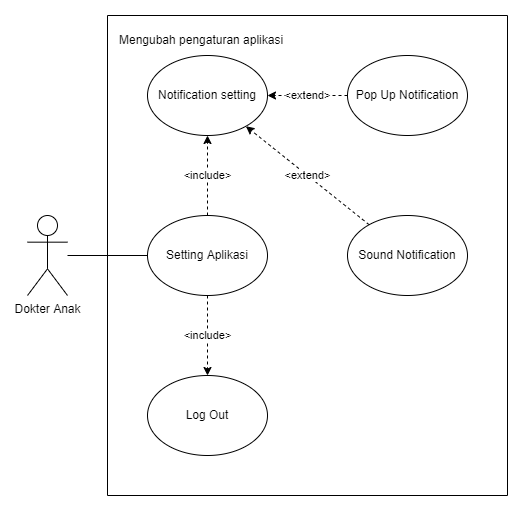 Mengubah pengaturan aplikasi
Notification setting
<extend>
Pop Up Notification
<include>
<extend>
Setting Aplikasi
Sound Notification
Dokter Anak
<include>
Log Out